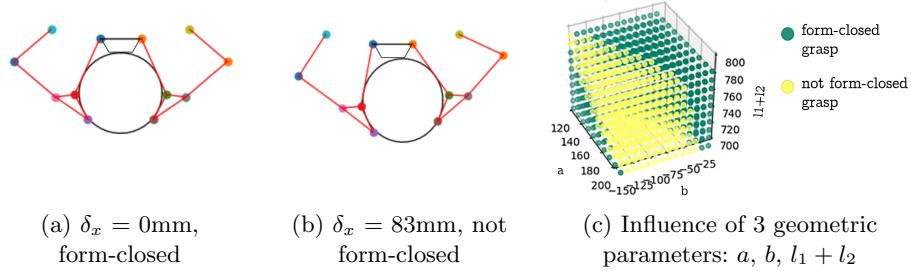 form-closed
grasp
not form-closed
grasp
800
780
760
740
720
700
l1+l2
120
140
160
180
200
a
−150
−125
−100
−75
−50
−25
b
(a) δx = 0mm,
form-closed
(b) δx = 83mm, not
form-closed
(c) Influence of 3 geometric
parameters: a, b, l1 + l2